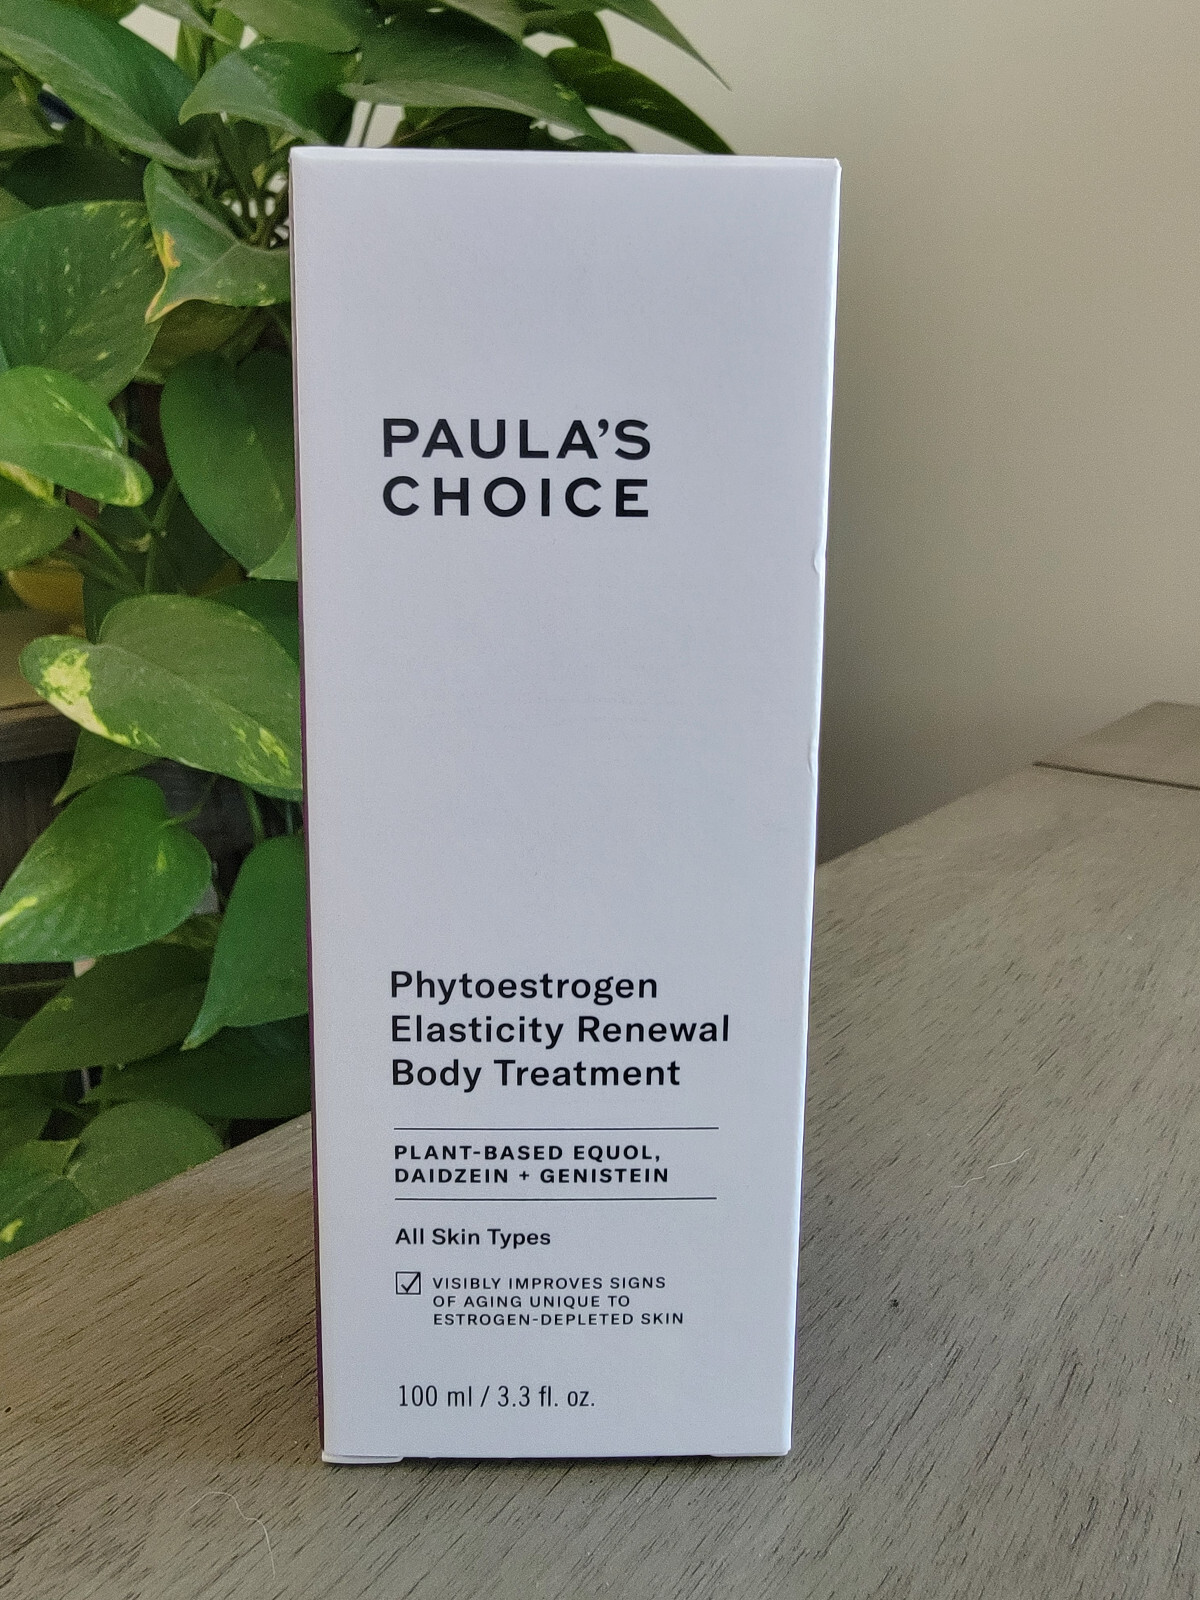 PAULA'S
CHOICE
Phytoestrogen
Elasticity Renewal
Body Treatment
PLANT-BASED EQUOL,
DAIDZEIN + GENISTEIN
All Skin Types
VISIBLY IMPROVES SIGNS
OF AGING UNIQUE TO
ESTROGEN-DEPLETED SKIN
100 ml / 3.3 fl. oz.